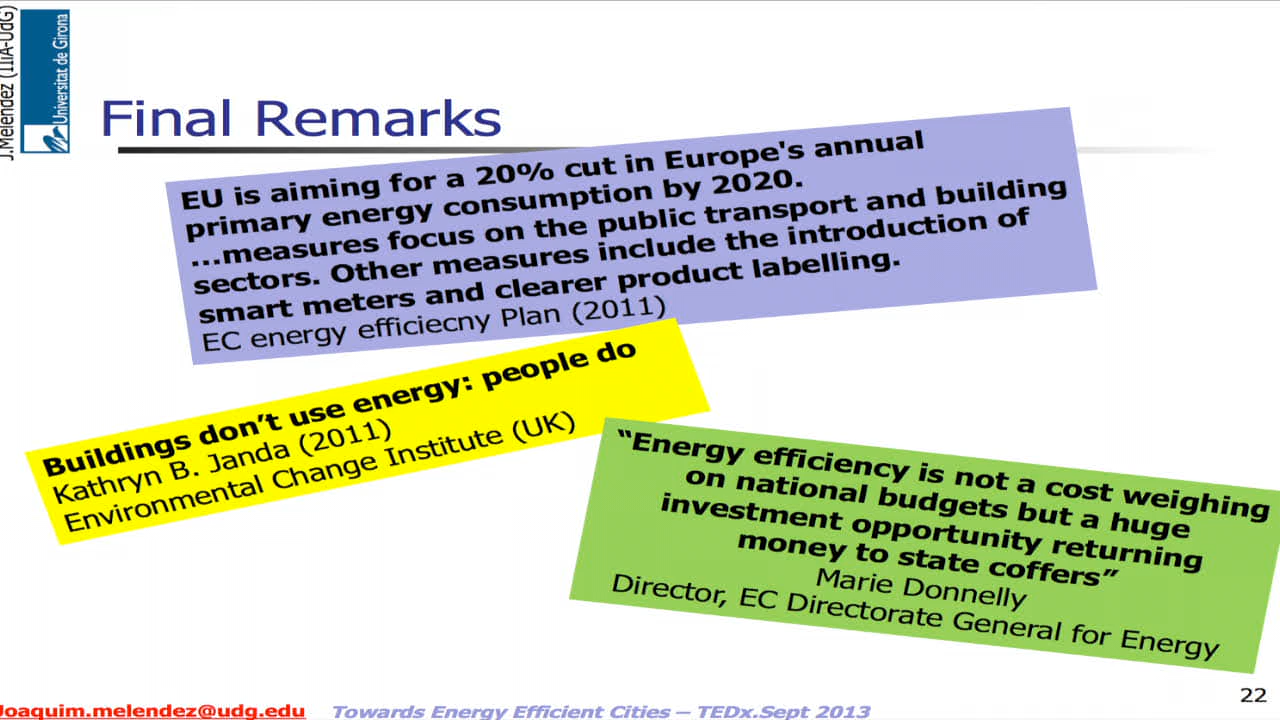 J.Melendez (IIiA-UdG)
Universitat de Girona
Final Remarks
EU is aiming for a 20% cut in Europe's annual
primary energy consumption by 2020.
...measures focus on the public transport and building
sectors. Other measures include the introduction of
smart meters and clearer product labelling.
EC energy efficiecny Plan (2011)
Buildings don't use energy: people do
Kathryn B. Janda (2011)
Environmental Change Institute (UK)
“Energy efficiency is not a cost weighing
on national budgets but a huge
investment opportunity returning
money to state coffers”
Marie Donnelly
Director, EC Directorate General for Energy
22
Joaquim.melendez@udg.edu
Towards Energy Efficient Cities – TEDx.Sept 2013